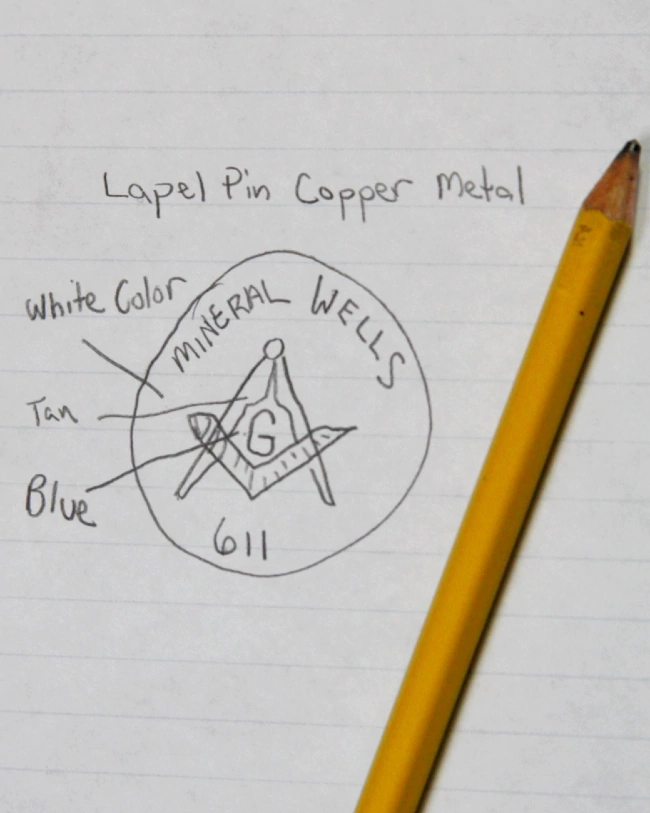 Lapel Pin Copper Metal
White Color
MINERAL WELLS
Tan
G
Blue
611